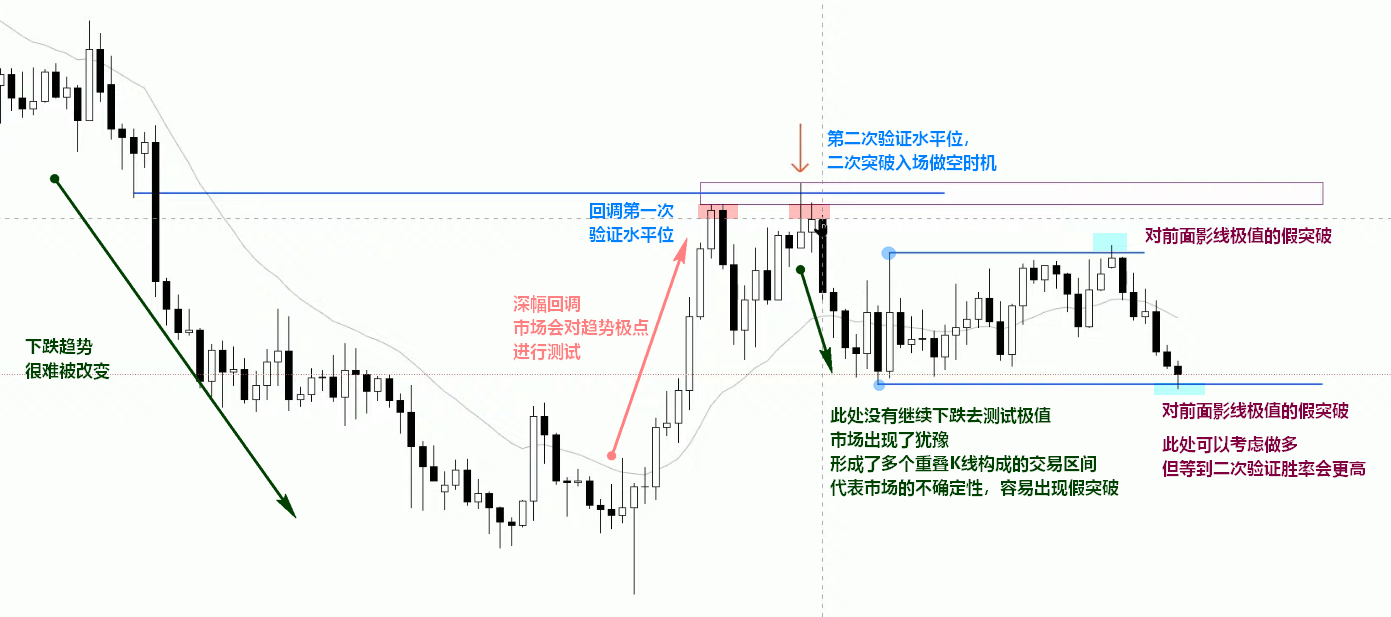 第二次验证水平位，
二次突破入场做空时机
回调第一次
验证水平位
对前面影线极值的假突破
深幅回调
市场会对趋势极点
进行测试
下跌趋势
很难被改变
此处没有继续下跌去测试极值
市场出现了犹豫
形成了多个重叠K线构成的交易区间
代表市场的不确定性，容易出现假突破
对前面影线极值的假突破
此处可以考虑做多
但等到二次验证胜率会更高